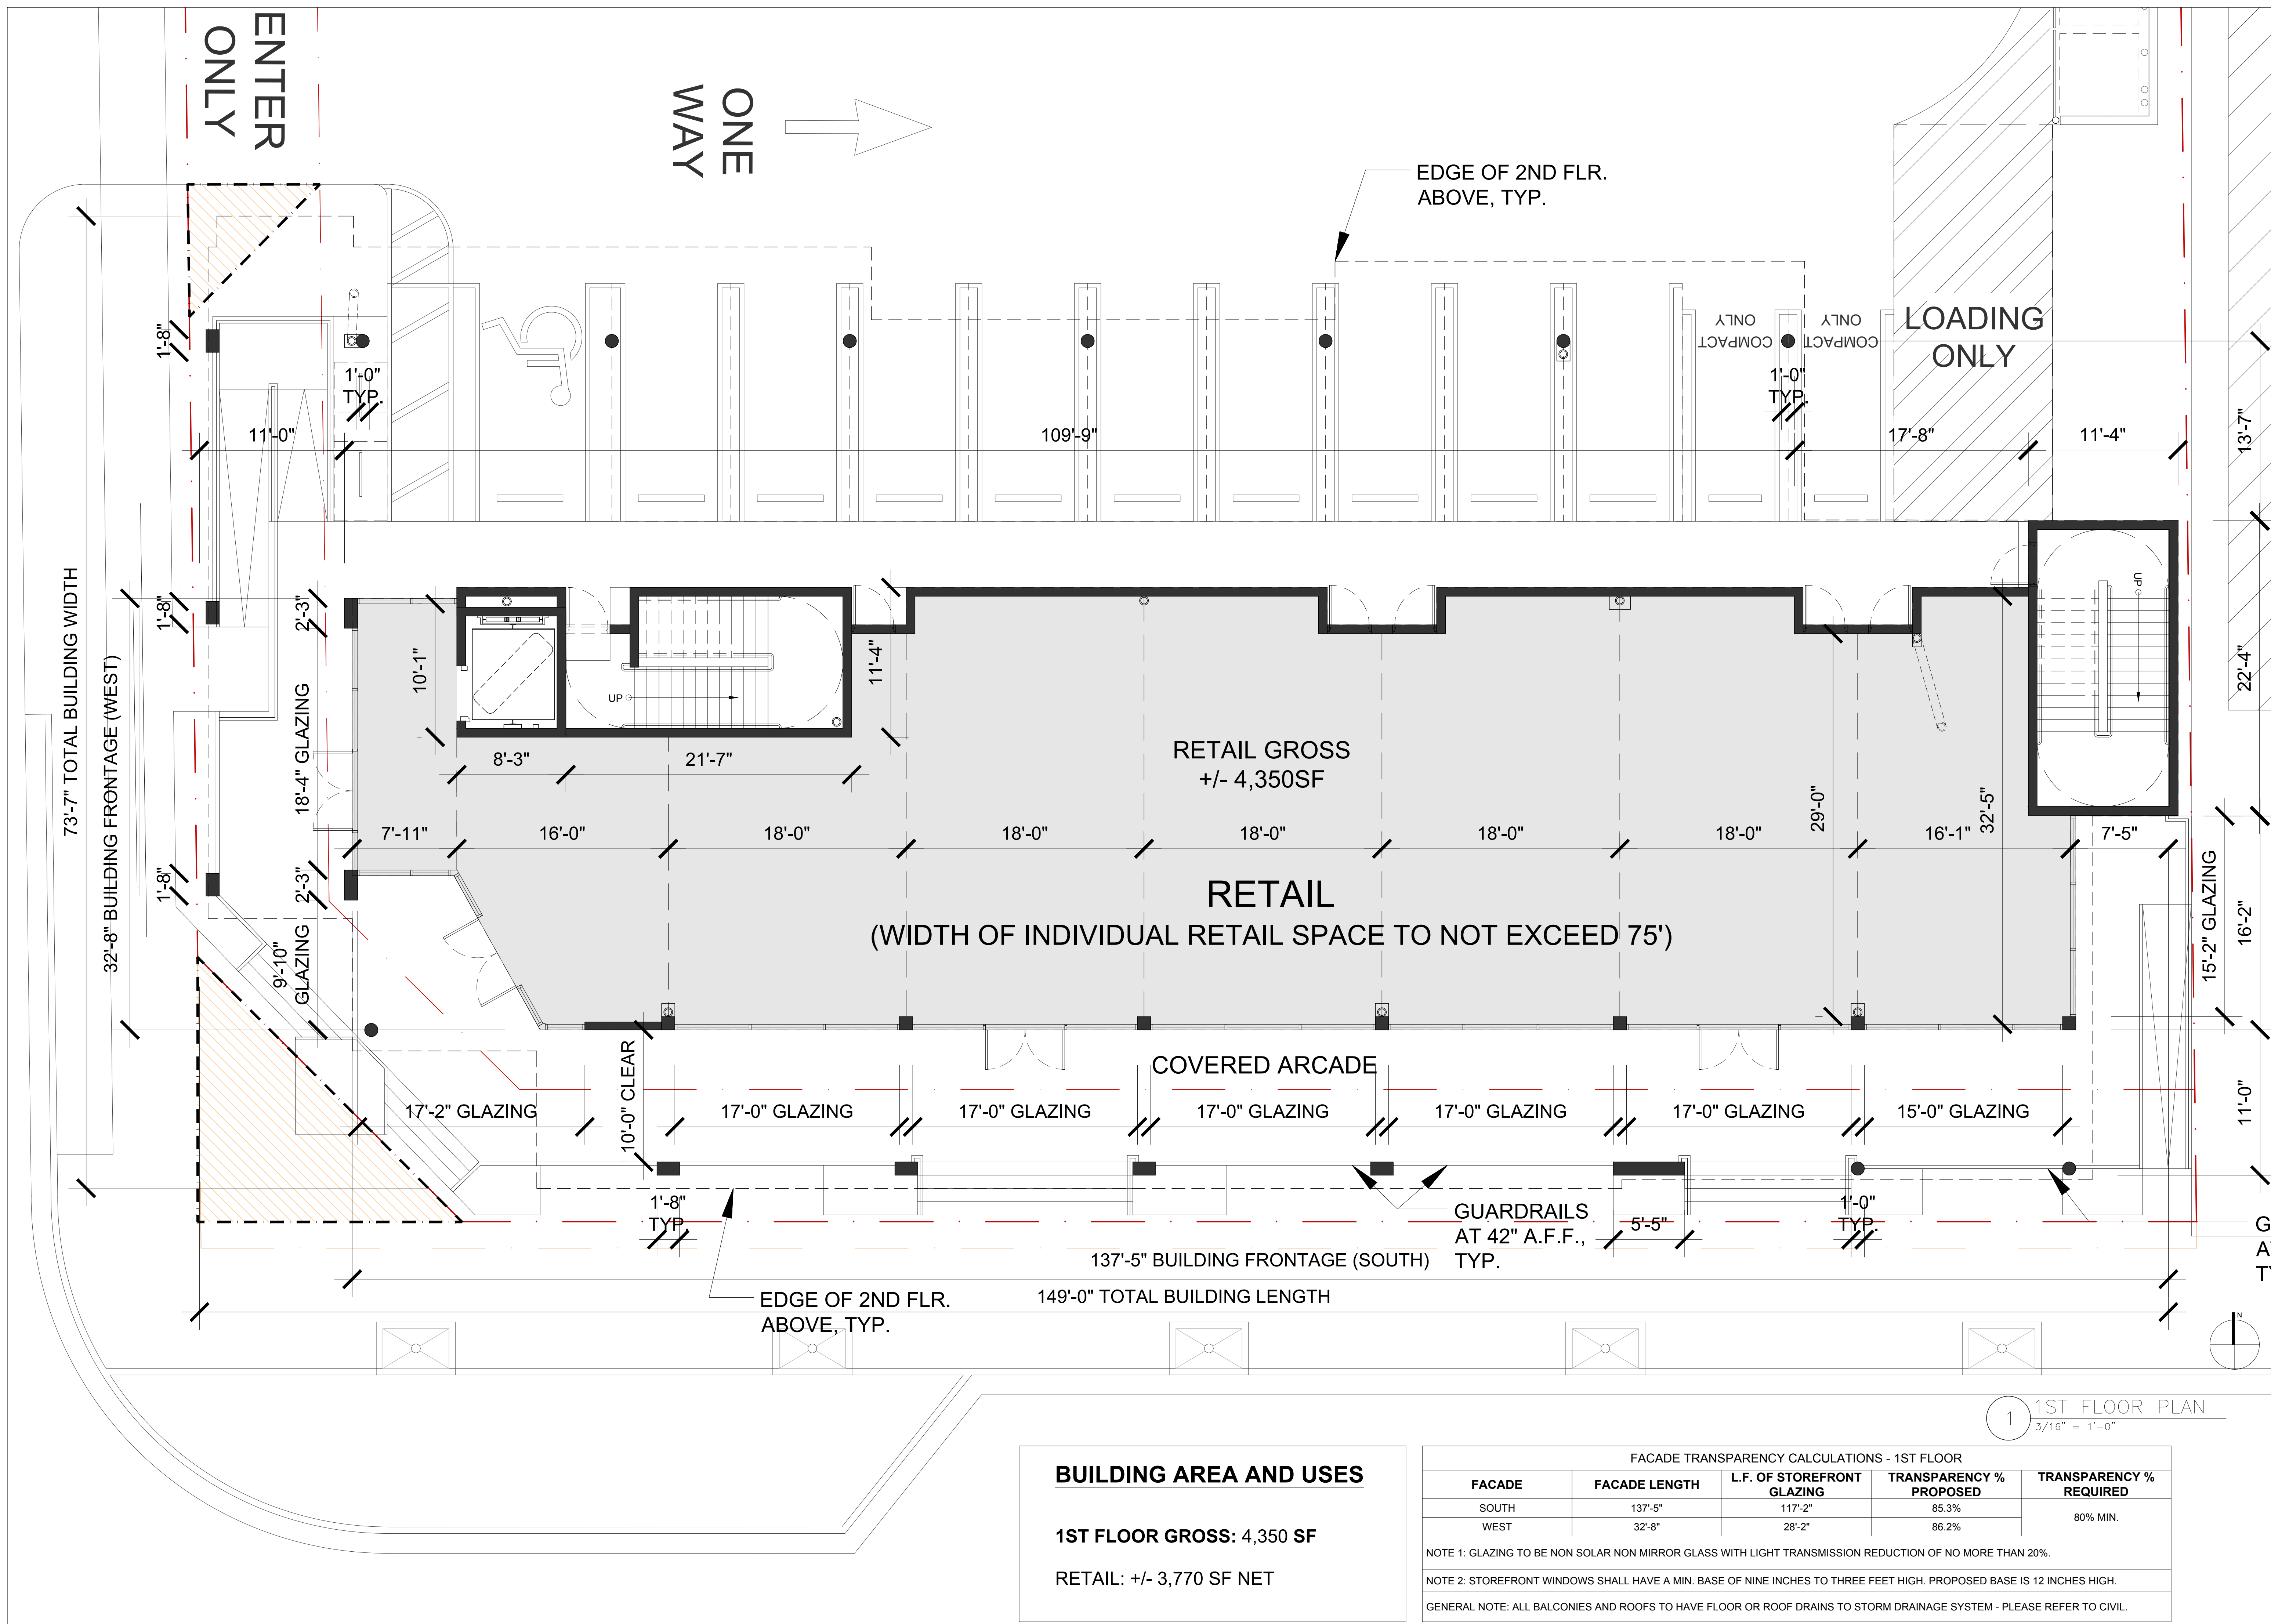 ENTER
ONLY
ONE
WAY
EDGE OF 2ND FLR.
ABOVE, TYP.
COMPACT
ONLY
COMPACT
ONLY
LOADING
ONLY
1'-8"
1'-0"
TYP.
1'-0"
TYP.
11'-0"
109'-9"
17'-8"
11'-4"
13'-7"
73'-7" TOTAL BUILDING WIDTH
32'-8" BUILDING FRONTAGE (WEST)
1'-8"
2'-3"
18'-4" GLAZING
10'-1"
UP
11'-4"
UP
22'-4"
8'-3"
21'-7"
RETAIL GROSS
+/- 4,350SF
29'-0"
32'-5"
7'-11"
16'-0"
18'-0"
18'-0"
18'-0"
18'-0"
18'-0"
16'-1"
7'-5"
1'-8"
2'-3"
RETAIL
(WIDTH OF INDIVIDUAL RETAIL SPACE TO NOT EXCEED 75')
15'-2" GLAZING
16'-2"
9'-10"
GLAZING
10'-0" CLEAR
COVERED ARCADE
17'-2" GLAZING
17'-0" GLAZING
17'-0" GLAZING
17'-0" GLAZING
17'-0" GLAZING
17'-0" GLAZING
15'-0" GLAZING
11'-0"
1'-8"
TYP.
GUARDRAILS
AT 42" A.F.F.,
TYP.
5'-5"
1'-0"
TYP.
137'-5" BUILDING FRONTAGE (SOUTH)
EDGE OF 2ND FLR.
ABOVE, TYP.
149'-0" TOTAL BUILDING LENGTH
N
1
1ST FLOOR PLAN
3/16" = 1'-0"
BUILDING AREA AND USES
1ST FLOOR GROSS: 4,350 SF
RETAIL: +/- 3,770 SF NET
FACADE TRANSPARENCY CALCULATIONS - 1ST FLOOR
FACADE FACADE LENGTH L.F. OF STOREFRONT GLAZING TRANSPARENCY % PROPOSED TRANSPARENCY % REQUIRED
SOUTH 137'-5" 117'-2" 85.3% 80% MIN.
WEST 32'-8" 28'-2" 86.2%
NOTE 1: GLAZING TO BE NON SOLAR NON MIRROR GLASS WITH LIGHT TRANSMISSION REDUCTION OF NO MORE THAN 20%.
NOTE 2: STOREFRONT WINDOWS SHALL HAVE A MIN. BASE OF NINE INCHES TO THREE FEET HIGH. PROPOSED BASE IS 12 INCHES HIGH.
GENERAL NOTE: ALL BALCONIES AND ROOFS TO HAVE FLOOR OR ROOF DRAINS TO STORM DRAINAGE SYSTEM - PLEASE REFER TO CIVIL.